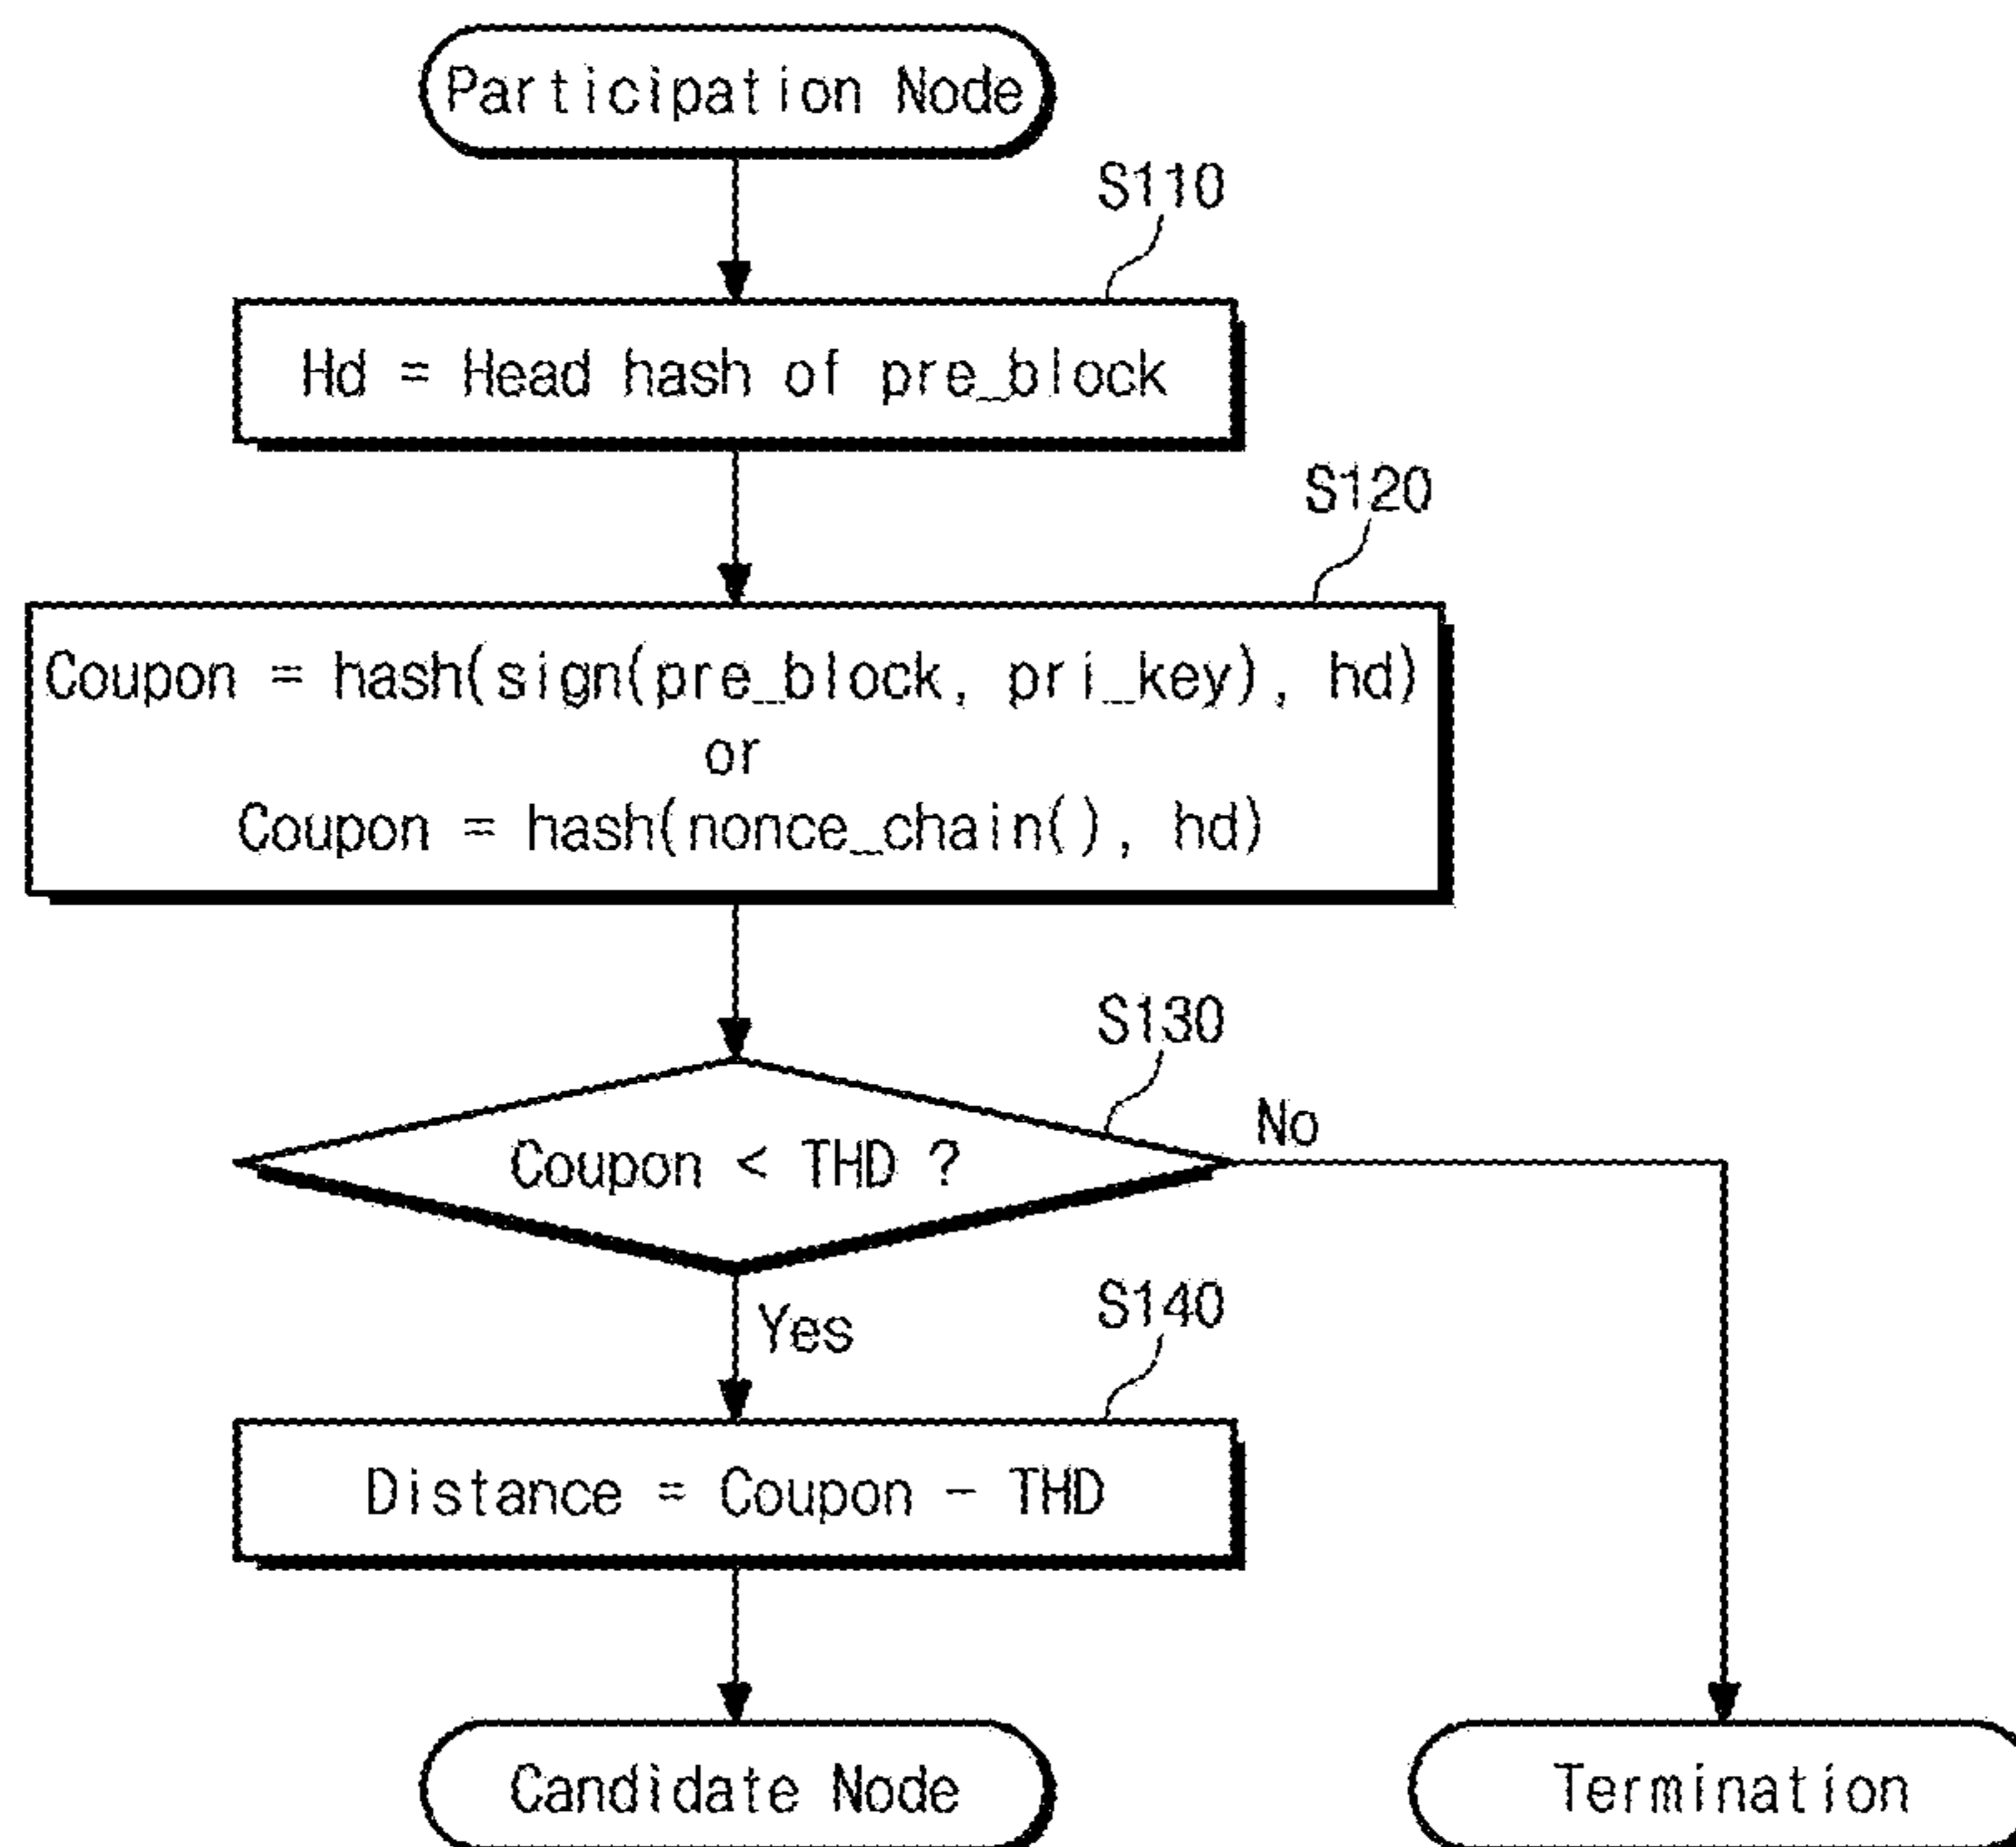 Participation Node
S110
Hd = Head hash of pre_block
S120
Coupon = hash(sign(pre_block, pri_key), hd)
or
Coupon = hash(nonce_chain(), hd)
S130
Coupon < THD ?
No
Yes
S140
Distance = Coupon - THD
Candidate Node
Termination